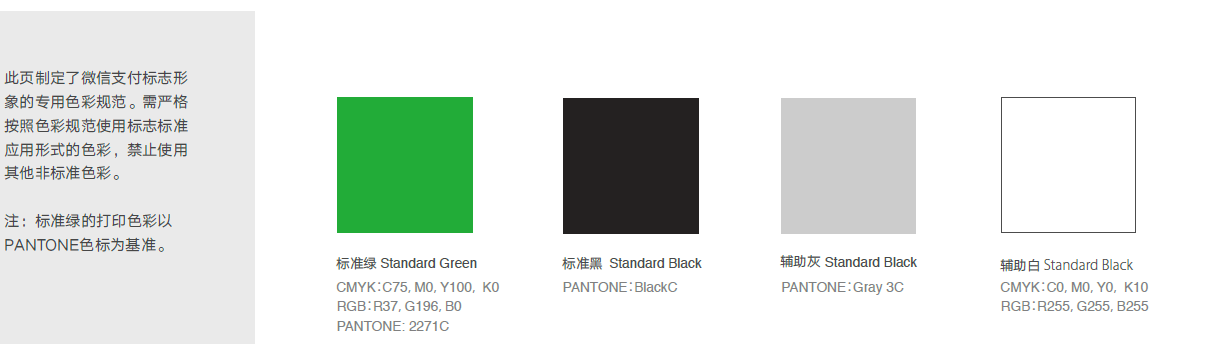 此页制定了微信支付标志形
象的专用色彩规范。需严格
按照色彩规范使用标志标准
应用形式的色彩，禁止使用
其他非标准色彩。
注：标准绿的打印色彩以
PANTONE色标为基准。
标准绿 Standard Green
CMYK：C75, M0, Y100, K0
RGB：R37, G196, B0
PANTONE: 2271C
标准黑 Standard Black
PANTONE：BlackC
辅助灰 Standard Black
PANTONE：Gray 3C
辅助白 Standard Black
CMYK：C0, M0, Y0, K10
RGB：R255, G255, B255